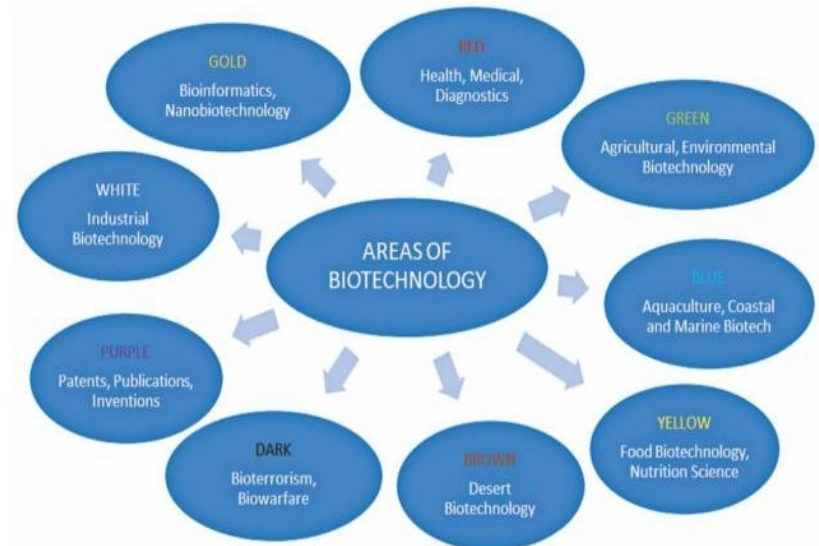 AREAS OF
BIOTECHNOLOGY
RED
Health, Medical,
Diagnostics
GREEN
Agricultural, Environmental
Biotechnology
BLUE
Aquaculture, Coastal
and Marine Biotech
YELLOW
Food Biotechnology,
Nutrition Science
BROWN
Desert
Biotechnology
DARK
Bioterrorism,
Biowarfare
PURPLE
Patents, Publications,
Inventions
WHITE
Industrial
Biotechnology
GOLD
Bioinformatics,
Nanobiotechnology